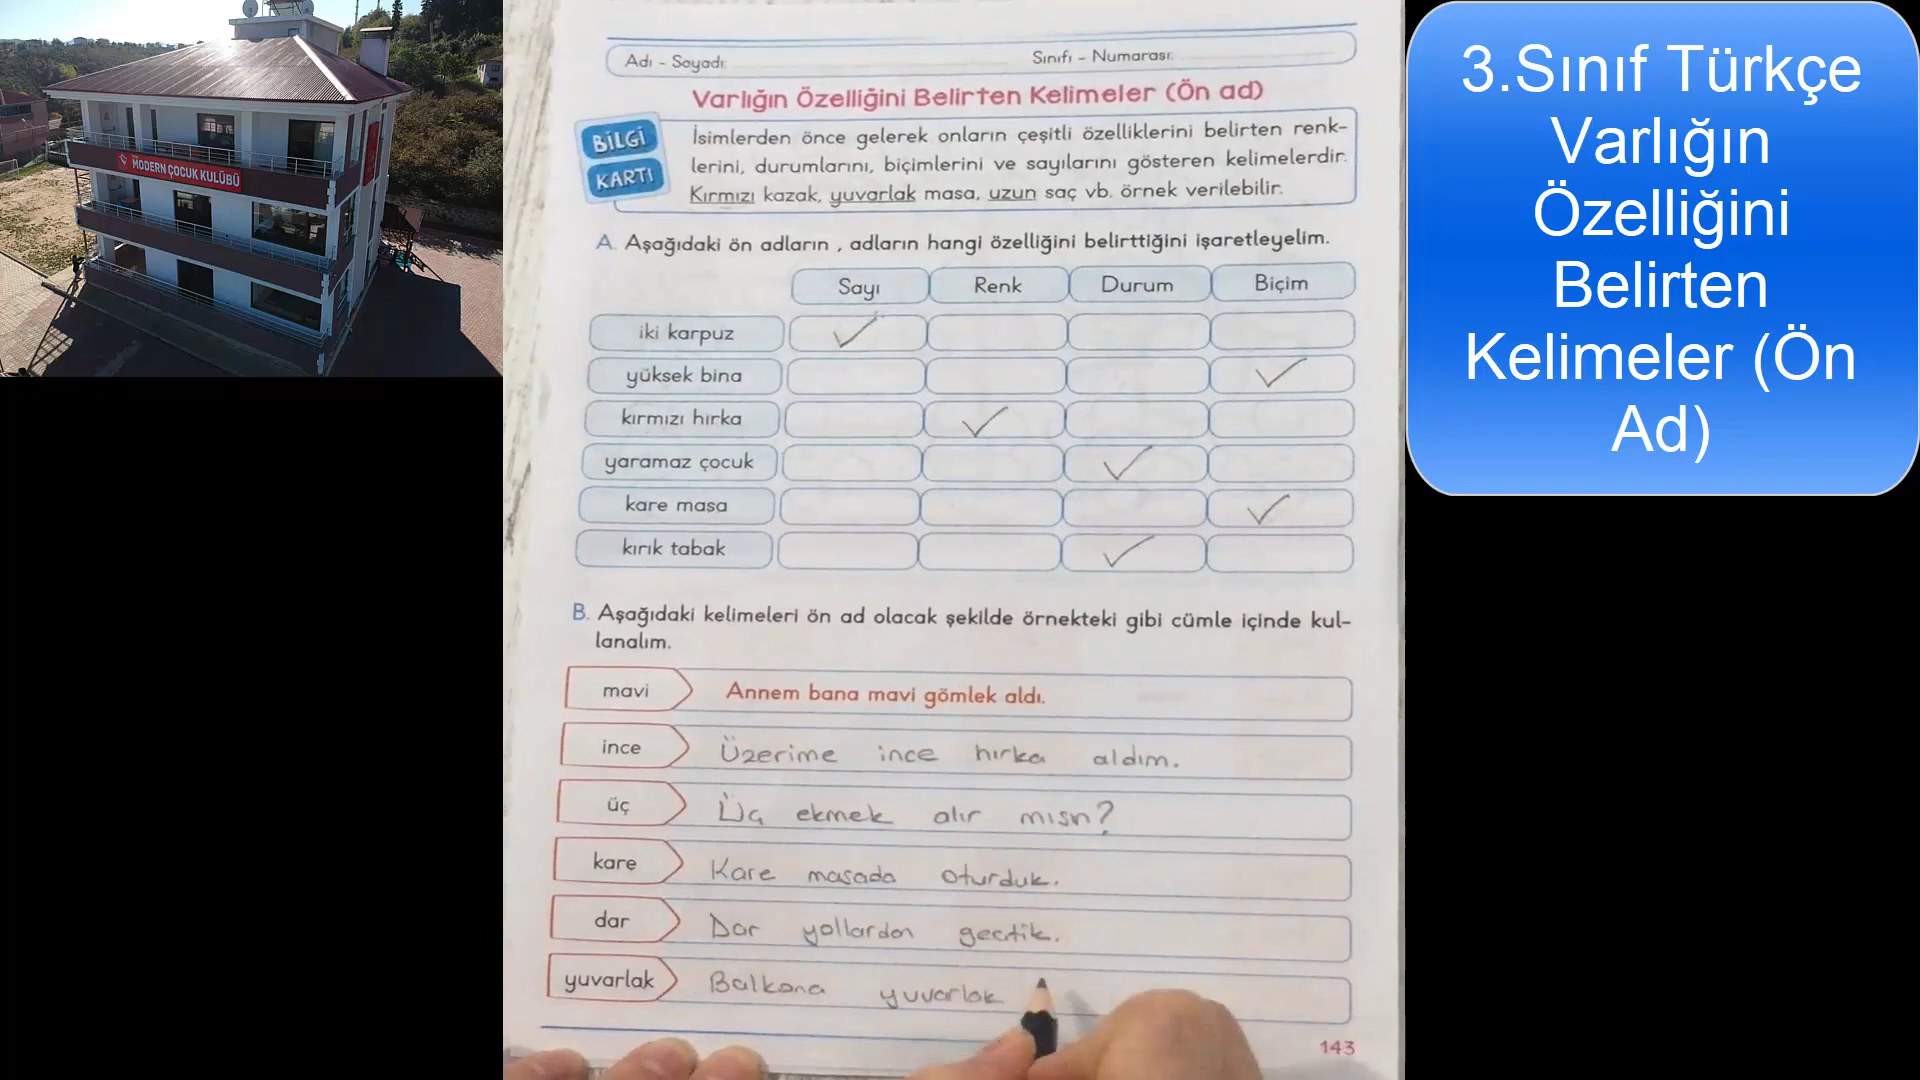 MODERN ÇOCUK KULÜBÜ
Adı - Soyadı:
Sınıfı - Numarası:
Varlığın Özelliğini Belirten Kelimeler (Ön ad)
BİLGİ
KARTI
İsimlerden önce gelerek onların çeşitli özelliklerini belirten renk-
lerini, durumlarını, biçimlerini ve sayılarını gösteren kelimelerdir.
Kırmızı kazak, yuvarlak masa, uzun saç vb. örnek verilebilir.
A. Aşağıdaki ön adların , adların hangi özelliğini belirttiğini işaretleyelim.
Sayı Renk Durum Biçim
iki karpuz
yüksek bina
kırmızı hırka
yaramaz çocuk
kare masa
kırık tabak
B. Aşağıdaki kelimeleri ön ad olacak şekilde örnekteki gibi cümle içinde kul-
lanalım.
mavi Annem bana mavi gömlek aldı.
ince Üzerime ince hırka aldım.
üç Üç ekmek alır mısn?
kare Kare masada oturduk.
dar Dar yollardan geçtik.
yuvarlak Balkona yuvarlak
143
3.Sınıf Türkçe
Varlığın
Özelliğini
Belirten
Kelimeler (Ön
Ad)